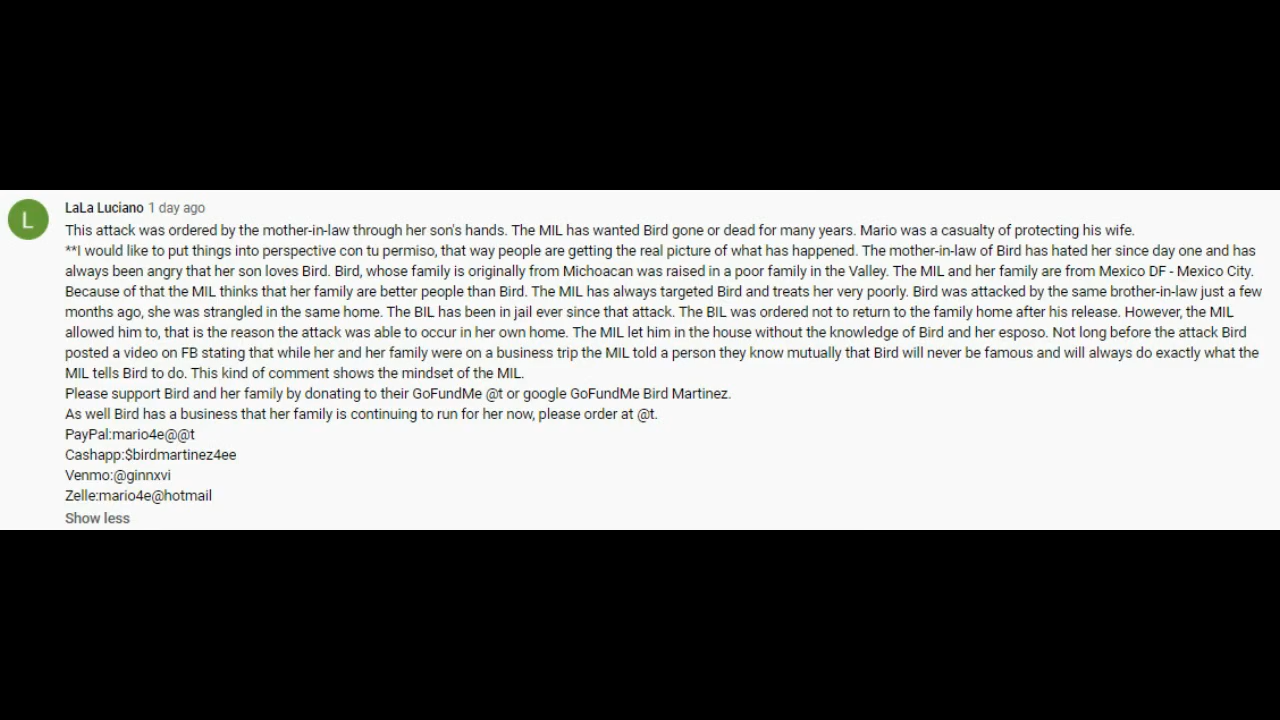 L
LaLa Luciano 1 day ago
This attack was ordered by the mother-in-law through her son's hands. The MIL has wanted Bird gone or dead for many years. Mario was a casualty of protecting his wife.
**I would like to put things into perspective con tu permiso, that way people are getting the real picture of what has happened. The mother-in-law of Bird has hated her since day one and has
always been angry that her son loves Bird. Bird, whose family is originally from Michoacan was raised in a poor family in the Valley. The MIL and her family are from Mexico DF - Mexico City.
Because of that the MIL thinks that her family are better people than Bird. The MIL has always targeted Bird and treats her very poorly. Bird was attacked by the same brother-in-law just a few
months ago, she was strangled in the same home. The BIL has been in jail ever since that attack. The BIL was ordered not to return to the family home after his release. However, the MIL
allowed him to, that is the reason the attack was able to occur in her own home. The MIL let him in the house without the knowledge of Bird and her esposo. Not long before the attack Bird
posted a video on FB stating that while her and her family were on a business trip the MIL told a person they know mutually that Bird will never be famous and will always do exactly what the
MIL tells Bird to do. This kind of comment shows the mindset of the MIL.
Please support Bird and her family by donating to their GoFundMe @t or google GoFundMe Bird Martinez.
As well Bird has a business that her family is continuing to run for her now, please order at @t.
PayPal:mario4e@@t
Cashapp:$birdmartinez4ee
Venmo:@ginnxvi
Zelle:mario4e@hotmail
Show less